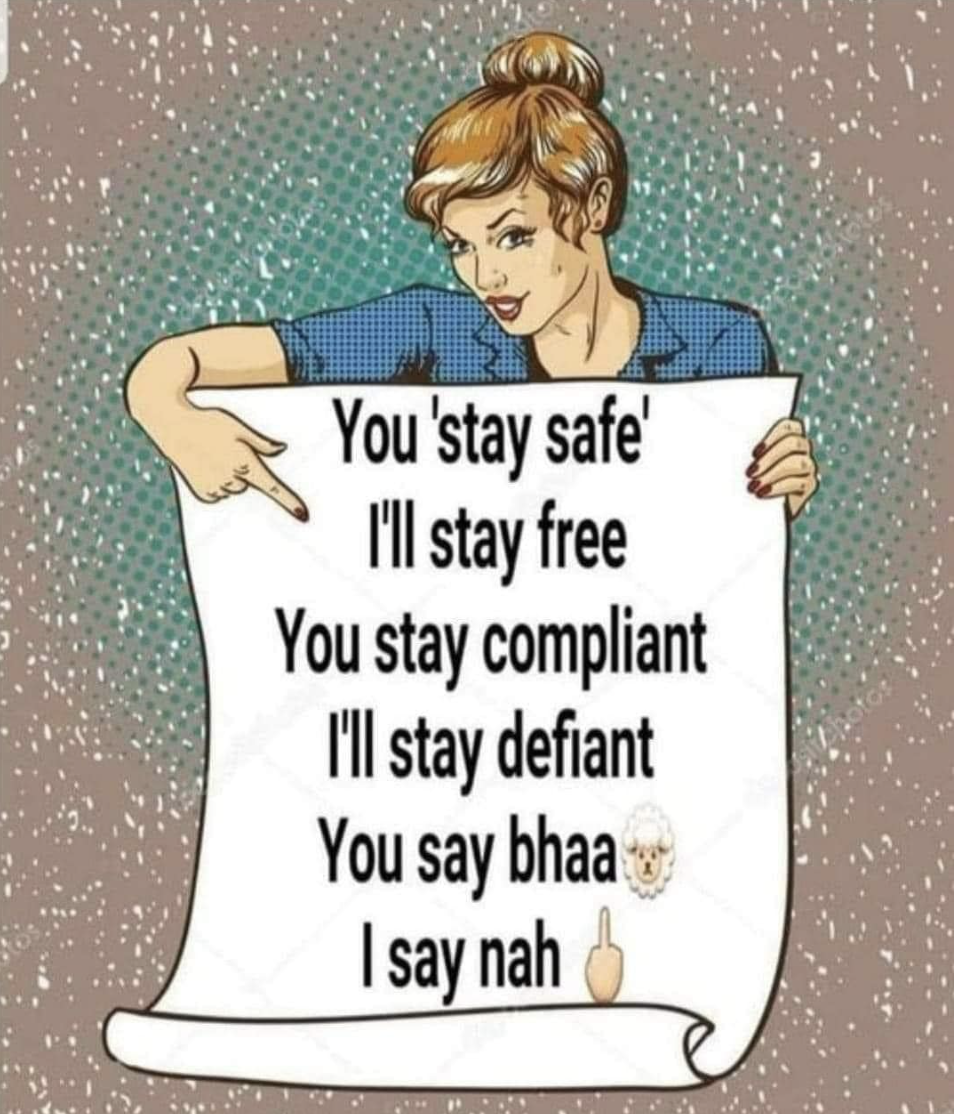 You 'stay safe'
I'll stay free
You stay compliant
I'll stay defiant
You say bhaa🐑
I say nah🖕🏻